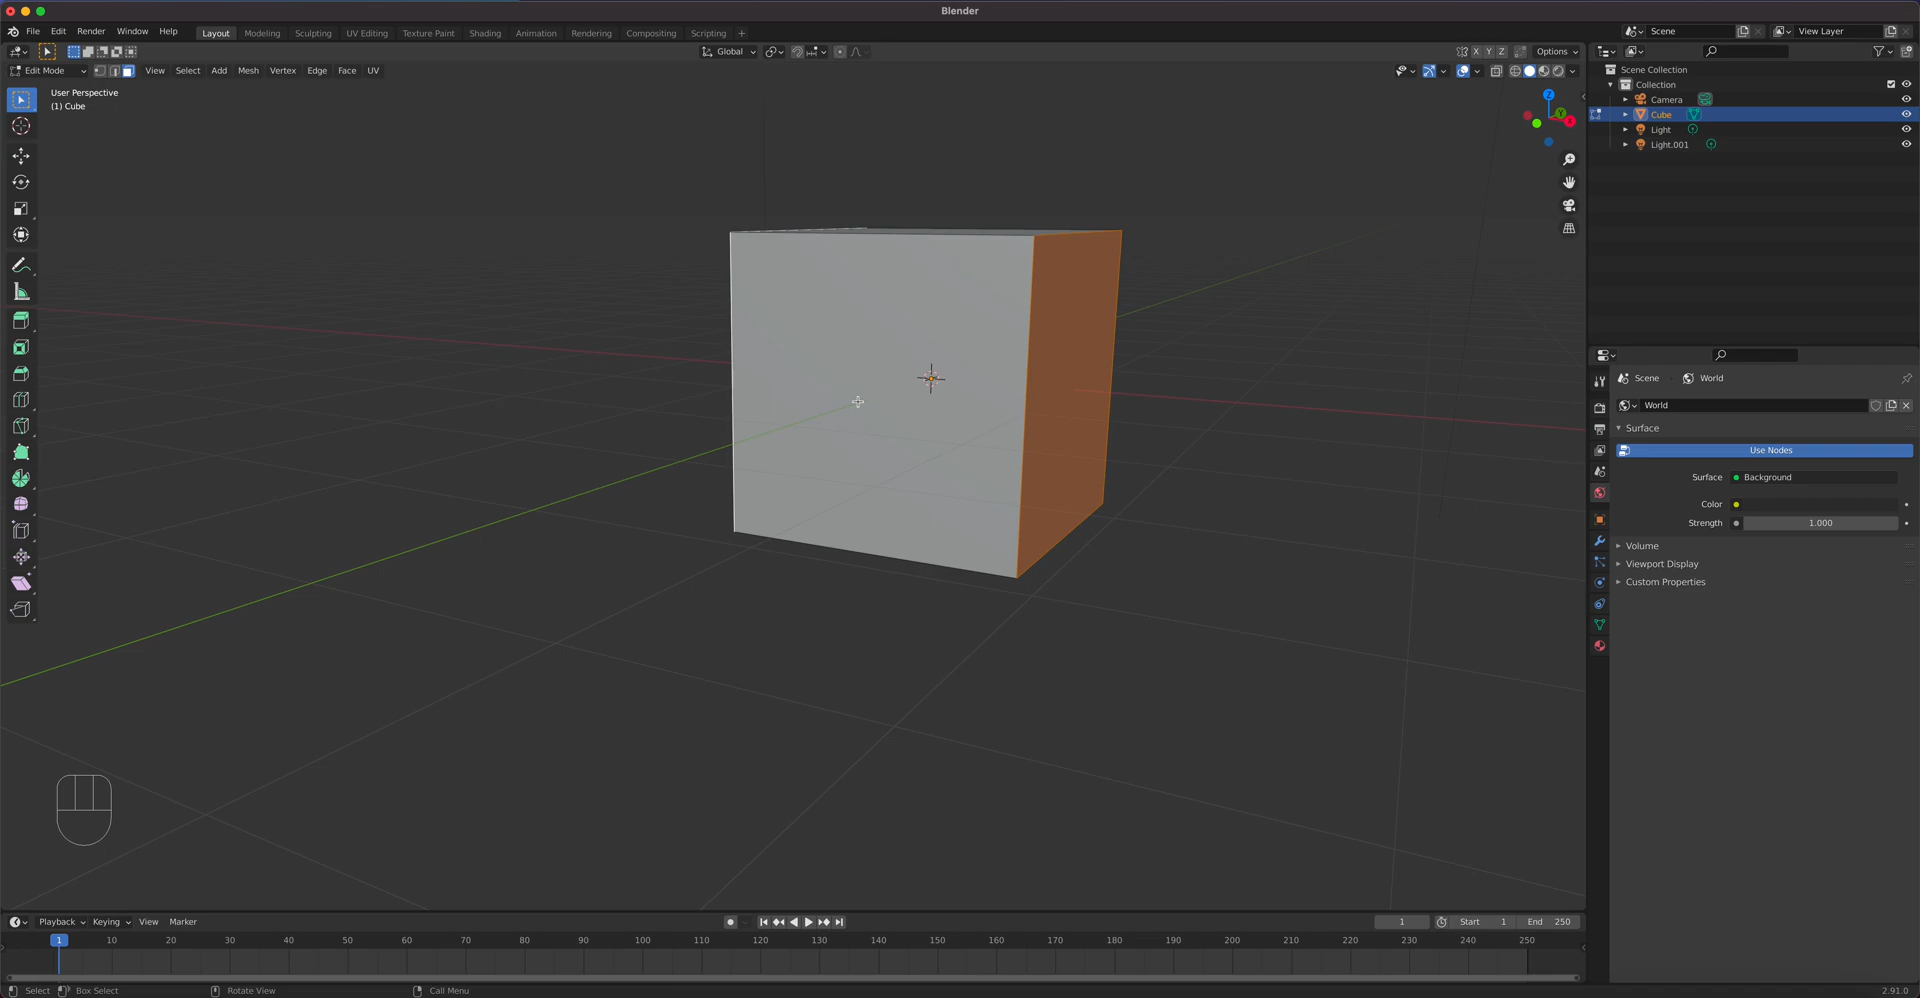 Blender
File Edit Render Window Help Layout Modeling Sculpting UV Editing Texture Paint Shading Animation Rendering Compositing Scripting + Scene View Layer
Global X Y Z Options
Edit Mode View Select Add Mesh Vertex Edge Face UV
User Perspective
(1) Cube
Z
Y
X
Scene Collection
Collection
Camera
Cube
Light
Light.001
Scene World
World
Surface
Use Nodes
Surface Background
Color
Strength 1.000
Volume
Viewport Display
Custom Properties
Playback Keying View Marker 1 Start 1 End 250
1 10 20 30 40 50 60 70 80 90 100 110 120 130 140 150 160 170 180 190 200 210 220 230 240 250
Select Box Select Rotate View Call Menu 2.91.0